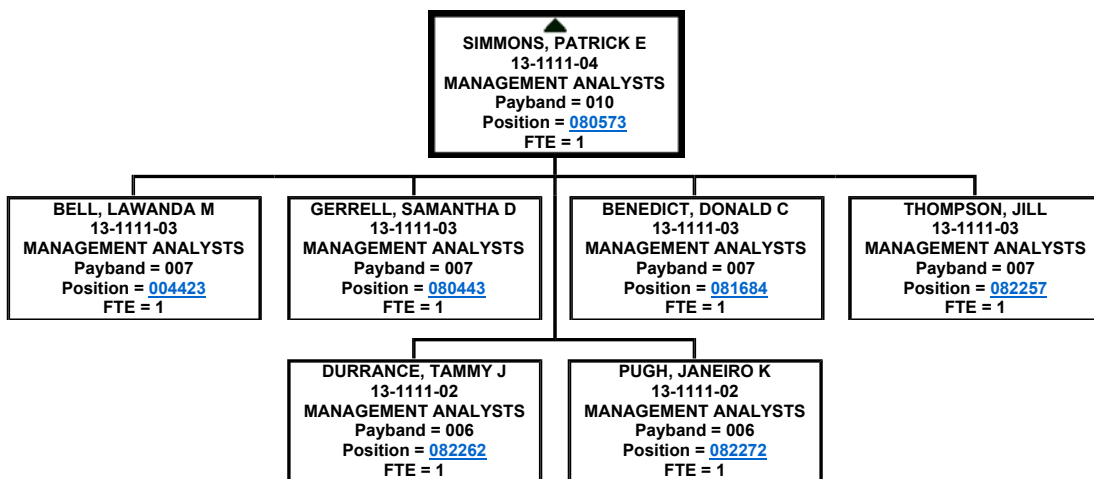 SIMMONS, PATRICK E
13-1111-04
MANAGEMENT ANALYSTS
Payband = 010
Position = 080573
FTE = 1
BELL, LAWANDA M
13-1111-03
MANAGEMENT ANALYSTS
Payband = 007
Position = 004423
FTE = 1
GERRELL, SAMANTHA D
13-1111-03
MANAGEMENT ANALYSTS
Payband = 007
Position = 080443
FTE = 1
BENEDICT, DONALD C
13-1111-03
MANAGEMENT ANALYSTS
Payband = 007
Position = 081684
FTE = 1
THOMPSON, JILL
13-1111-03
MANAGEMENT ANALYSTS
Payband = 007
Position = 082257
FTE = 1
DURRANCE, TAMMY J
13-1111-02
MANAGEMENT ANALYSTS
Payband = 006
Position = 082262
FTE = 1
PUGH, JANEIRO K
13-1111-02
MANAGEMENT ANALYSTS
Payband = 006
Position = 082272
FTE = 1